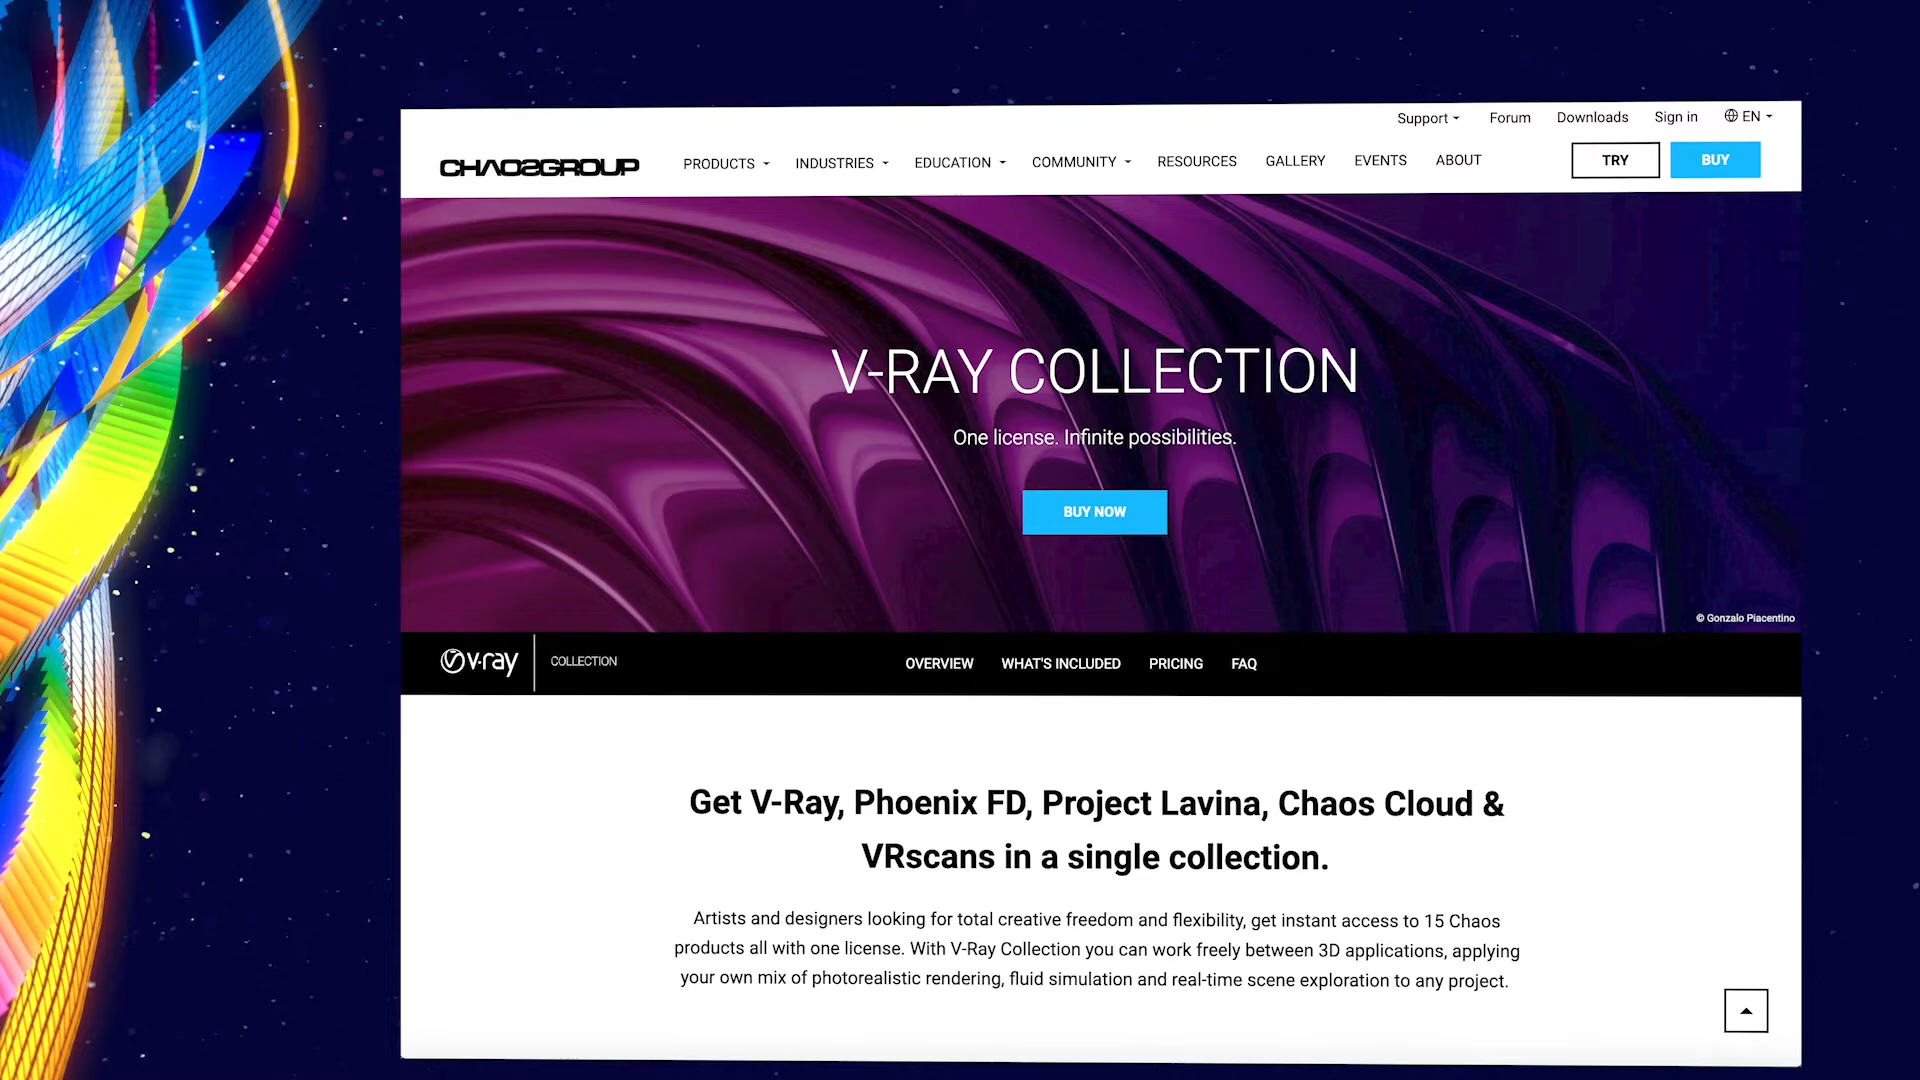 Support
Forum
Downloads
Sign in
EN
CHAOSGROUP
PRODUCTS
INDUSTRIES
EDUCATION
COMMUNITY
RESOURCES
GALLERY
EVENTS
ABOUT
TRY
BUY
V-RAY COLLECTION
One license. Infinite possibilities.
BUY NOW
© Gonzalo Piacentino
v-ray
COLLECTION
OVERVIEW
WHAT'S INCLUDED
PRICING
FAQ
Get V-Ray, Phoenix FD, Project Lavina, Chaos Cloud &
VRscans in a single collection.
Artists and designers looking for total creative freedom and flexibility, get instant access to 15 Chaos
products all with one license. With V-Ray Collection you can work freely between 3D applications, applying
your own mix of photorealistic rendering, fluid simulation and real-time scene exploration to any project.